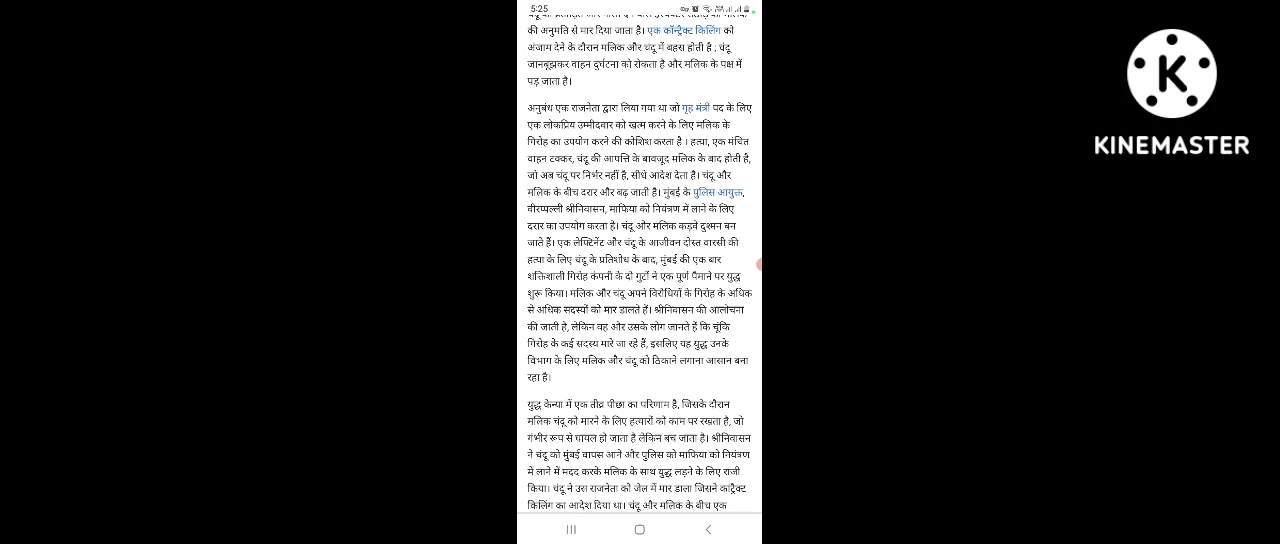 5:25
की अनुमति से मार दिया जाता है। एक कॉन्ट्रैक्ट किलिंग को
अंजाम देने के दौरान मलिक और चंदू में बहस होती है ; चंदू
जानबूझकर वाहन दुर्घटना को रोकता है और मलिक के पक्ष में
पड़ जाता है।
अनुबंध एक राजनेता द्वारा लिया गया था जो गृह मंत्री पद के लिए
एक लोकप्रिय उम्मीदवार को खत्म करने के लिए मलिक के
गिरोह का उपयोग करने की कोशिश करता है । हत्या, एक मंचित
वाहन टक्कर, चंदू की आपत्ति के बावजूद मलिक के बाद होती है,
जो अब चंदू पर निर्भर नहीं है, सीधे आदेश देता है। चंदू और
मलिक के बीच दरार और बढ़ जाती है। मुंबई के पुलिस आयुक्त,
वीरप्पल्ली श्रीनिवासन, माफिया को नियंत्रण में लाने के लिए
दरार का उपयोग करता है। चंदू और मलिक कड़वे दुश्मन बन
जाते हैं। एक लेफ्टिनेंट और चंदू के आजीवन दोस्त वारसी की
हत्या के लिए चंदू के प्रतिशोध के बाद, मुंबई की एक बार
शक्तिशाली गिरोह कंपनी के दो गुटों ने एक पूर्ण पैमाने पर युद्ध
शुरू किया। मलिक और चंदू अपने विरोधियों के गिरोह के अधिक
से अधिक सदस्यों को मार डालते हैं। श्रीनिवासन की आलोचना
की जाती है, लेकिन वह और उसके लोग जानते हैं कि चूंकि
गिरोह के कई सदस्य मारे जा रहे हैं, इसलिए यह युद्ध उनके
विभाग के लिए मलिक और चंदू को ठिकाने लगाना आसान बना
रहा है।
युद्ध केन्या में एक तीव्र पीछा का परिणाम है, जिसके दौरान
मलिक चंदू को मारने के लिए हत्यारों को काम पर रखता है, जो
गंभीर रूप से घायल हो जाता है लेकिन बच जाता है। श्रीनिवासन
ने चंदू को मुंबई वापस आने और पुलिस को माफिया को नियंत्रण
में लाने में मदद करके मलिक के साथ युद्ध लड़ने के लिए राजी
किया। चंदू ने उस राजनेता को जेल में मार डाला जिसने कांट्रैक्ट
किलिंग का आदेश दिया था। चंदू और मलिक के बीच एक
K
KINEMASTER